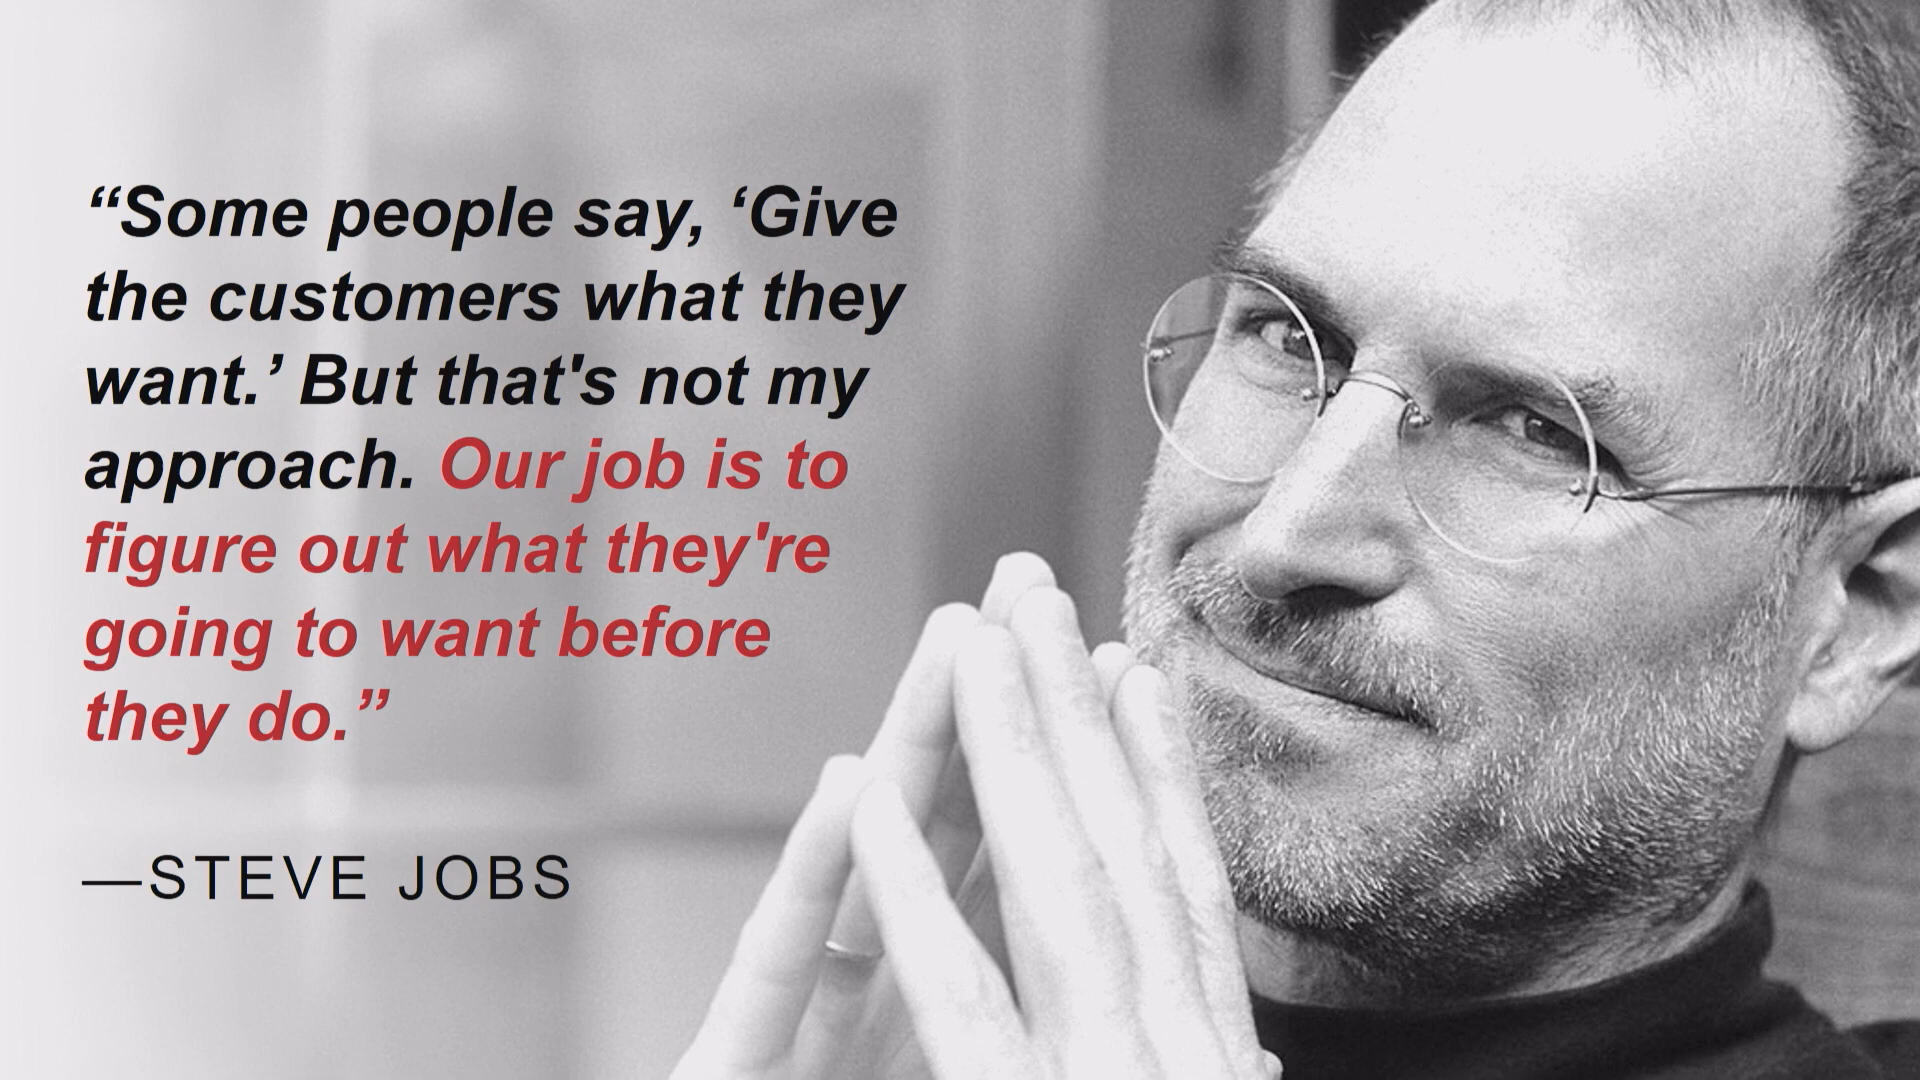 “Some people say, ‘Give
the customers what they
want.’ But that's not my
approach. Our job is to
figure out what they're
going to want before
they do.”
—STEVE JOBS